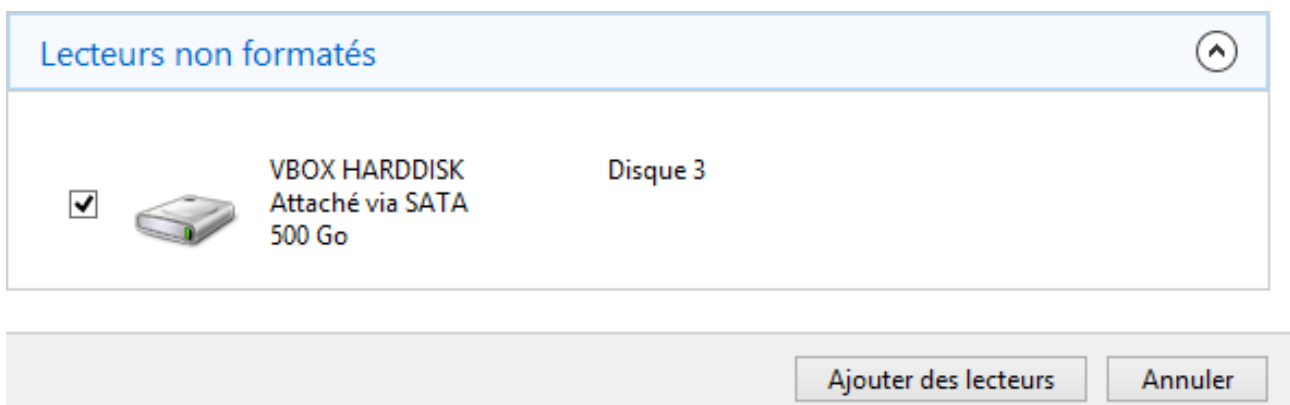 Lecteurs non formatés
VBOX HARDDISK Disque 3
Attaché via SATA
500 Go
Ajouter des lecteurs Annuler